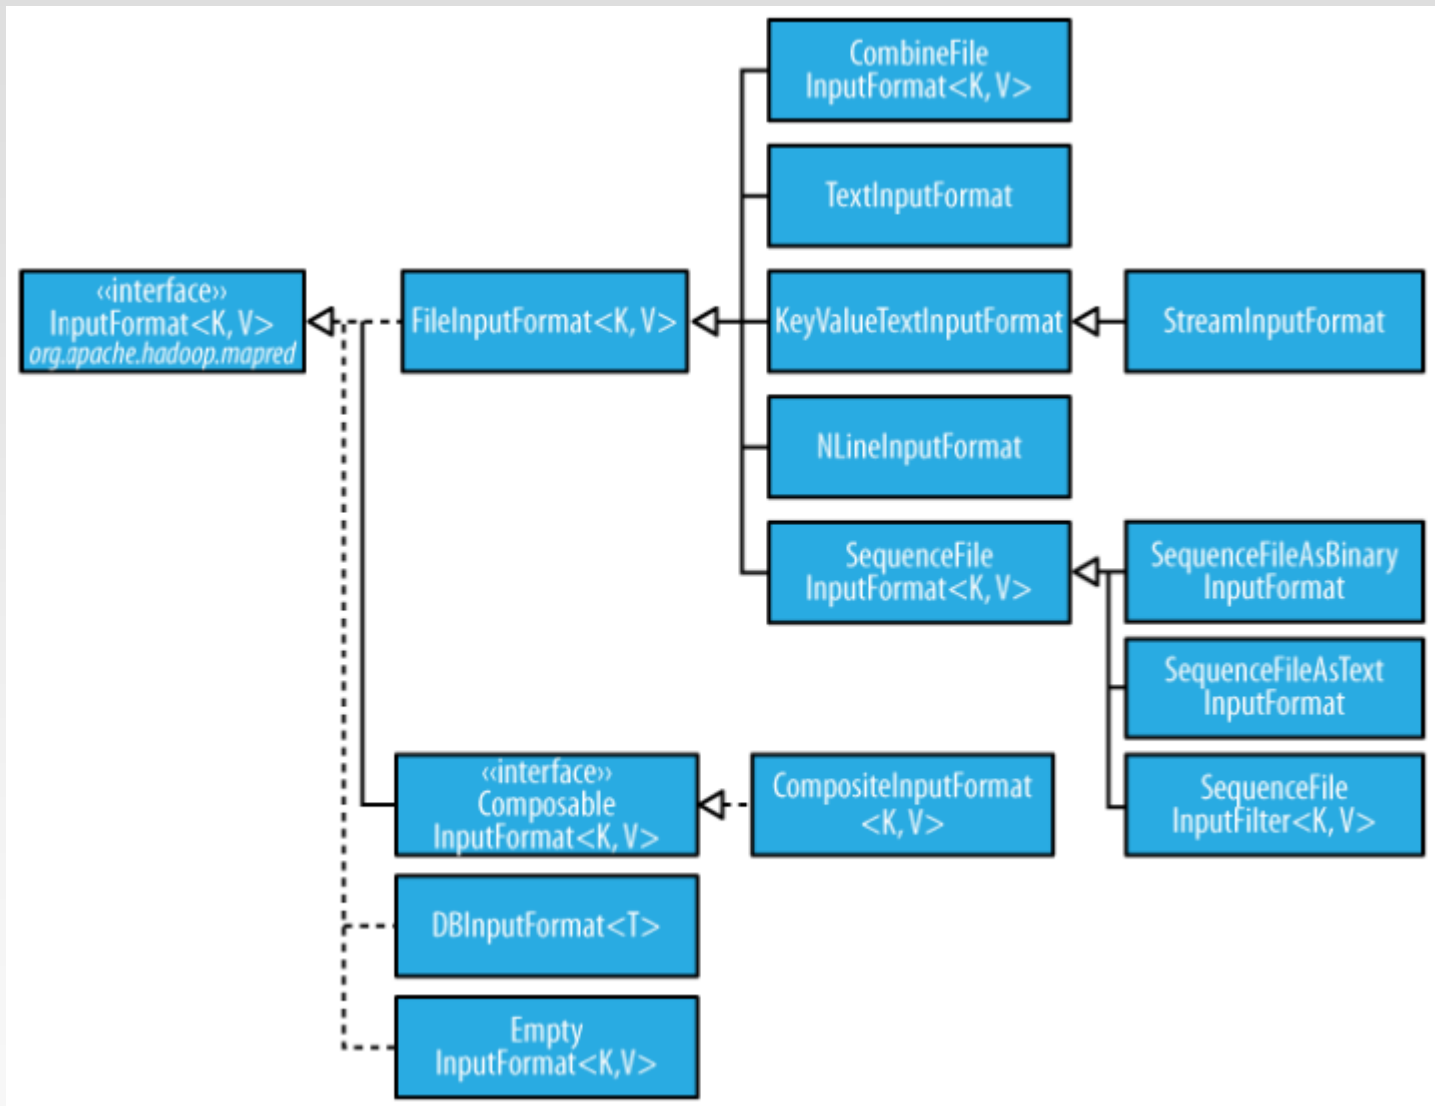 CombineFile
InputFormat<K, V>
TextInputFormat
‹‹interface››
InputFormat<K, V>
org.apache.hadoop.mapred
FileInputFormat<K, V>
KeyValueTextInputFormat
StreamInputFormat
NLineInputFormat
SequenceFile
InputFormat<K, V>
SequenceFileAsBinary
InputFormat
SequenceFileAsText
InputFormat
‹‹interface››
Composable
InputFormat<K, V>
CompositeInputFormat
<K, V>
SequenceFile
InputFilter<K, V>
DBInputFormat<T>
Empty
InputFormat<K,V>